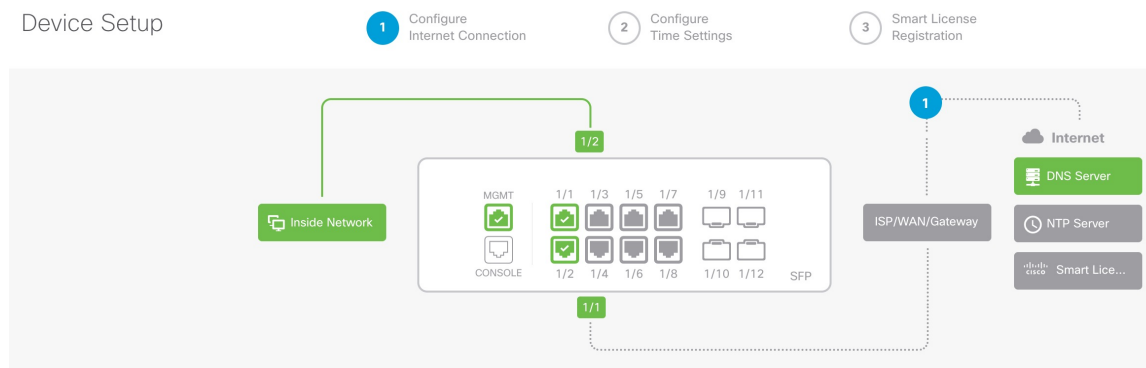 Device Setup
1
Configure
Internet Connection
2
Configure
Time Settings
3
Smart License
Registration
1
1/2
Internet
MGMT 1/1 1/3 1/5 1/7 1/9 1/11
DNS Server
Inside Network
ISP/WAN/Gateway
NTP Server
CONSOLE 1/2 1/4 1/6 1/8 1/10 1/12 SFP
cisco Smart Lice...
1/1